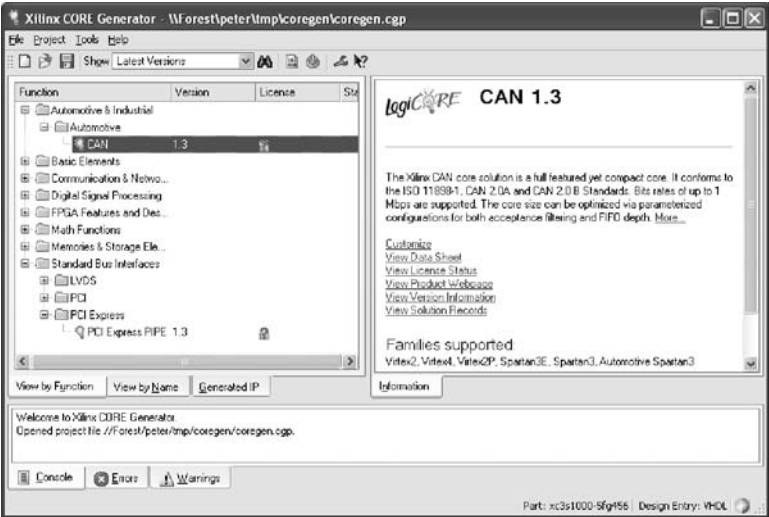 Xilinx CORE Generator - \\Forest\peter\tmp\coregen\coregen.cgp
File Project Tools Help
Show Latest Versions
Function Version License Sta
Automotive & Industrial
Automotive
CAN 1.3
Basic Elements
Communication & Netwo...
Digital Signal Processing
FPGA Features and Des...
Math Functions
Memories & Storage Ele...
Standard Bus Interfaces
LVDS
PCI
PCI Express
PCI Express PIPE 1.3
View by Function View by Name Generated IP
logiCORE CAN 1.3
The Xilinx CAN core solution is a full featured yet compact core. It conforms to
the ISO 11898-1, CAN 2.0A and CAN 2.0 B Standards. Bits rates of up to 1
Mbps are supported. The core size can be optimized via parameterized
configurations for both acceptance filtering and FIFO depth. More...
Customize
View Data Sheet
View License Status
View Product Webpage
View Version Information
View Solution Records
Families supported
Virtex2, Virtex4, Virtex2P, Spartan3E, Spartan3, Automotive Spartan3
Information
Welcome to Xilinx CORE Generator.
Opened project file //Forest/peter/tmp/coregen/coregen.cgp.
Console Errors Warnings
Part: xc3s1000-5fg456 Design Entry: VHDL